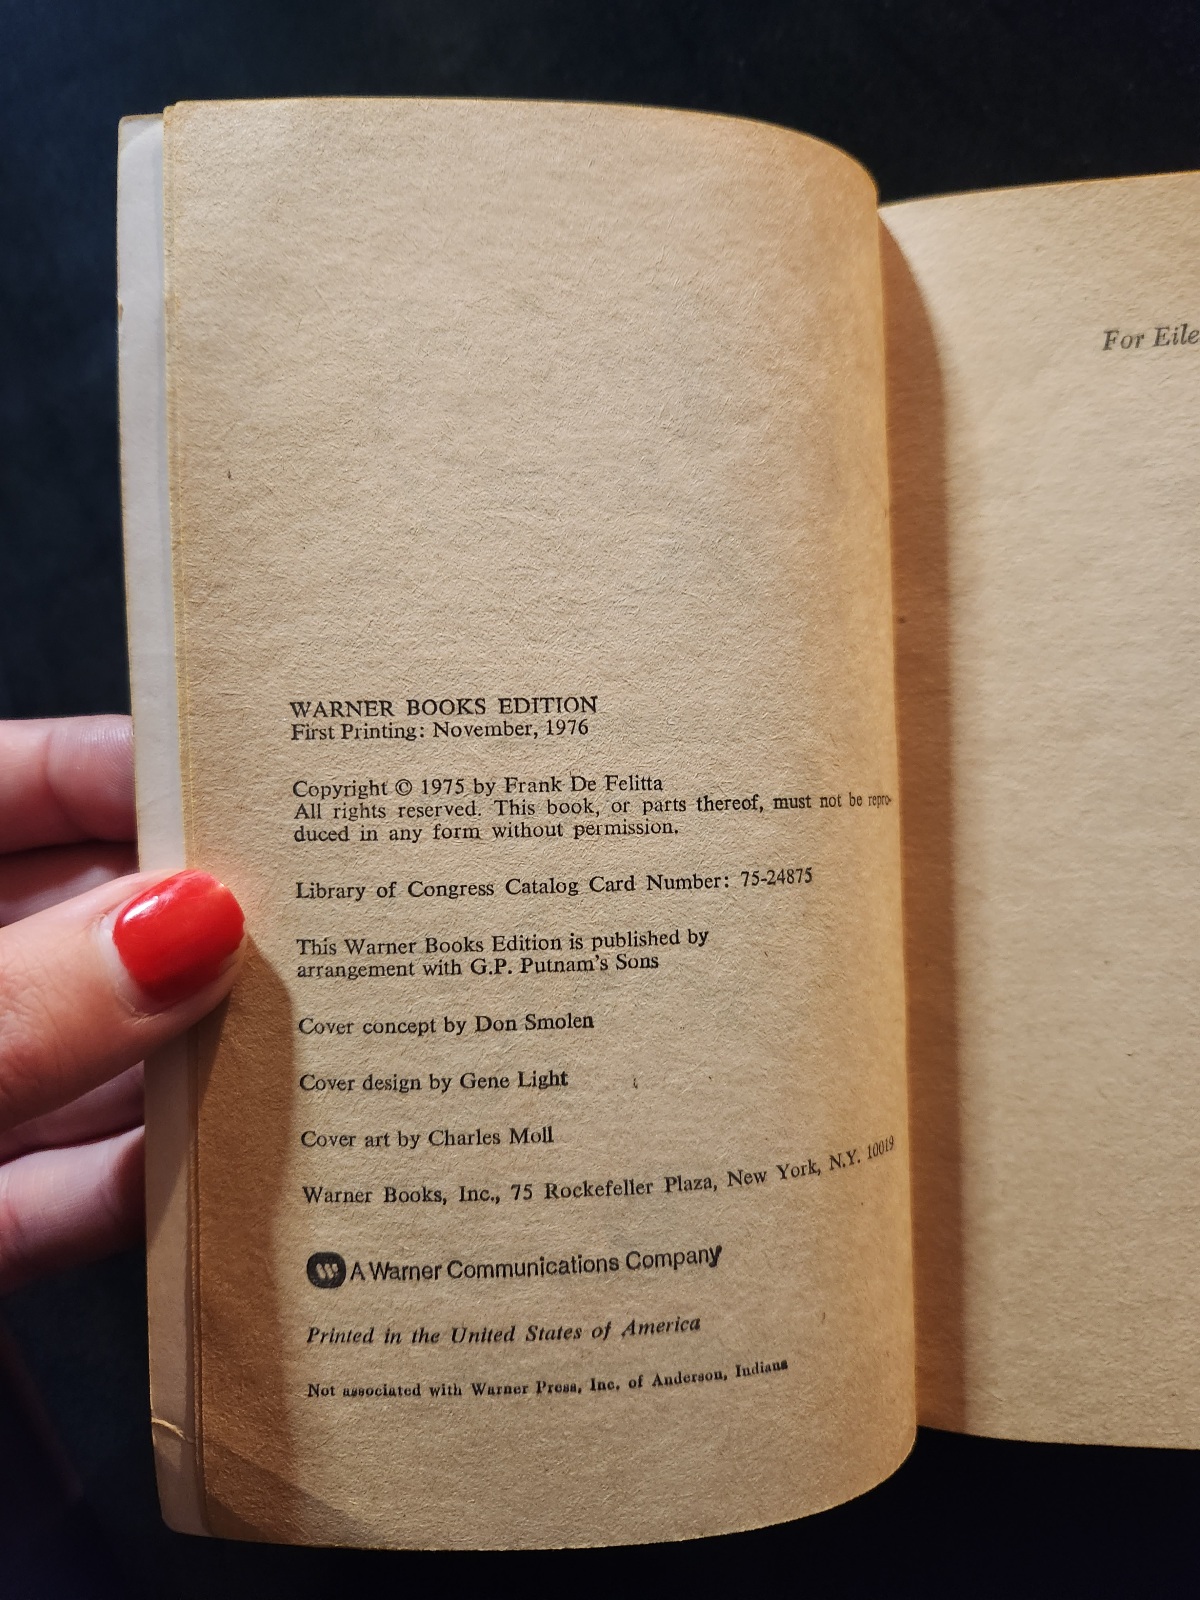 WARNER BOOKS EDITION
First Printing: November, 1976
Copyright © 1975 by Frank De Felitta
All rights reserved. This book, or parts thereof, must not be repro-
duced in any form without permission.
Library of Congress Catalog Card Number: 75-24875
This Warner Books Edition is published by
arrangement with G.P. Putnam's Sons
Cover concept by Don Smolen
Cover design by Gene Light
Cover art by Charles Moll
Warner Books, Inc., 75 Rockefeller Plaza, New York, N.Y. 10019
A Warner Communications Company
Printed in the United States of America
Not associated with Warner Press, Inc. of Anderson, Indiana
For Eile